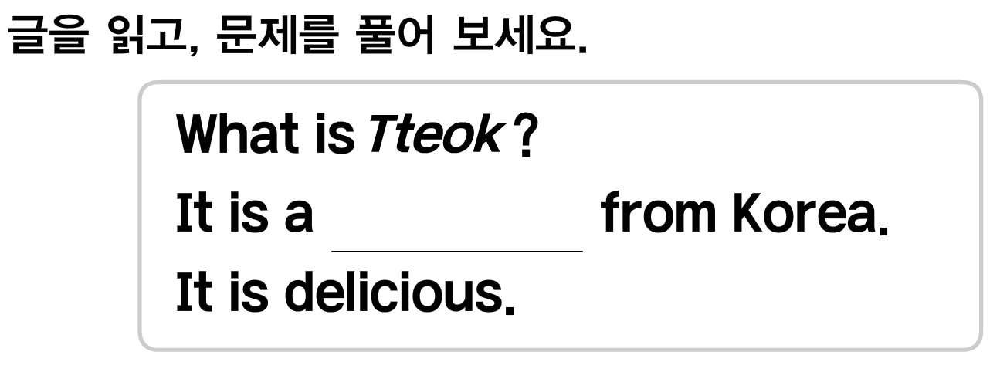 글을 읽고, 문제를 풀어 보세요.
What is Tteok?
It is a ____________ from Korea.
It is delicious.